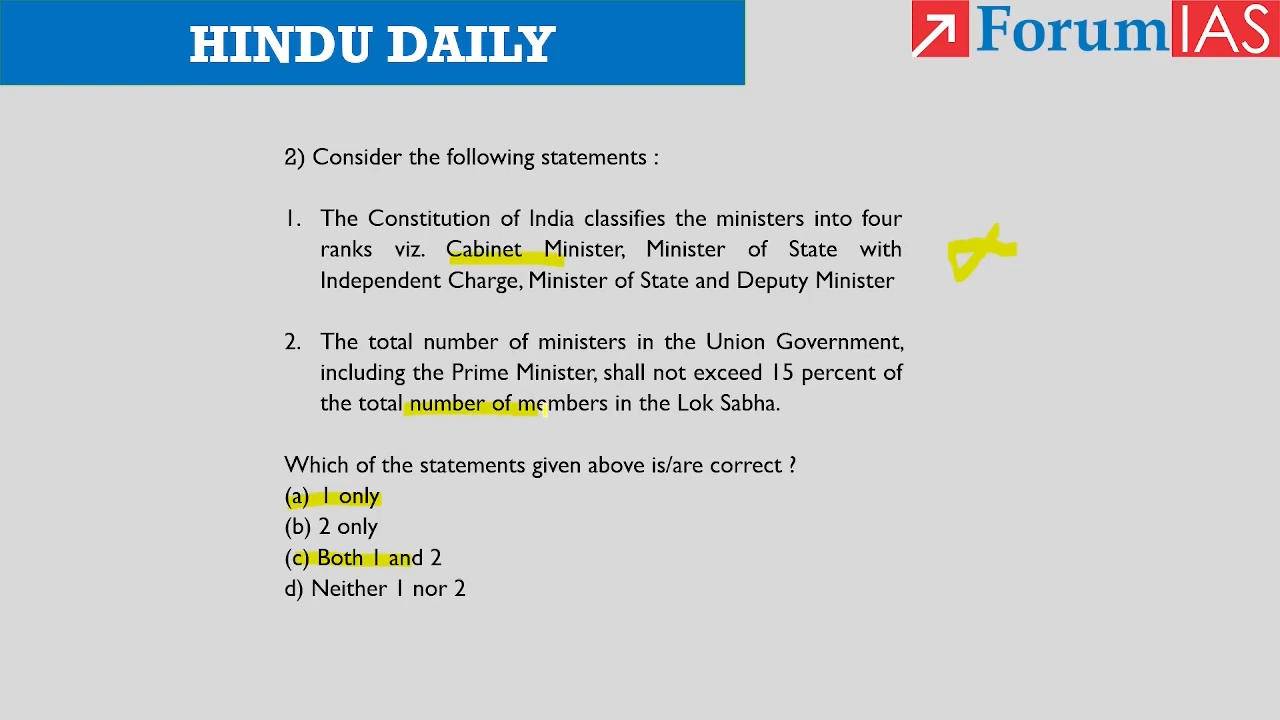 HINDU DAILY
ForumIAS
2) Consider the following statements :
1. The Constitution of India classifies the ministers into four
ranks viz. Cabinet Minister, Minister of State with
Independent Charge, Minister of State and Deputy Minister
2. The total number of ministers in the Union Government,
including the Prime Minister, shall not exceed 15 percent of
the total number of members in the Lok Sabha.
Which of the statements given above is/are correct ?
(a) 1 only
(b) 2 only
(c) Both 1 and 2
d) Neither 1 nor 2